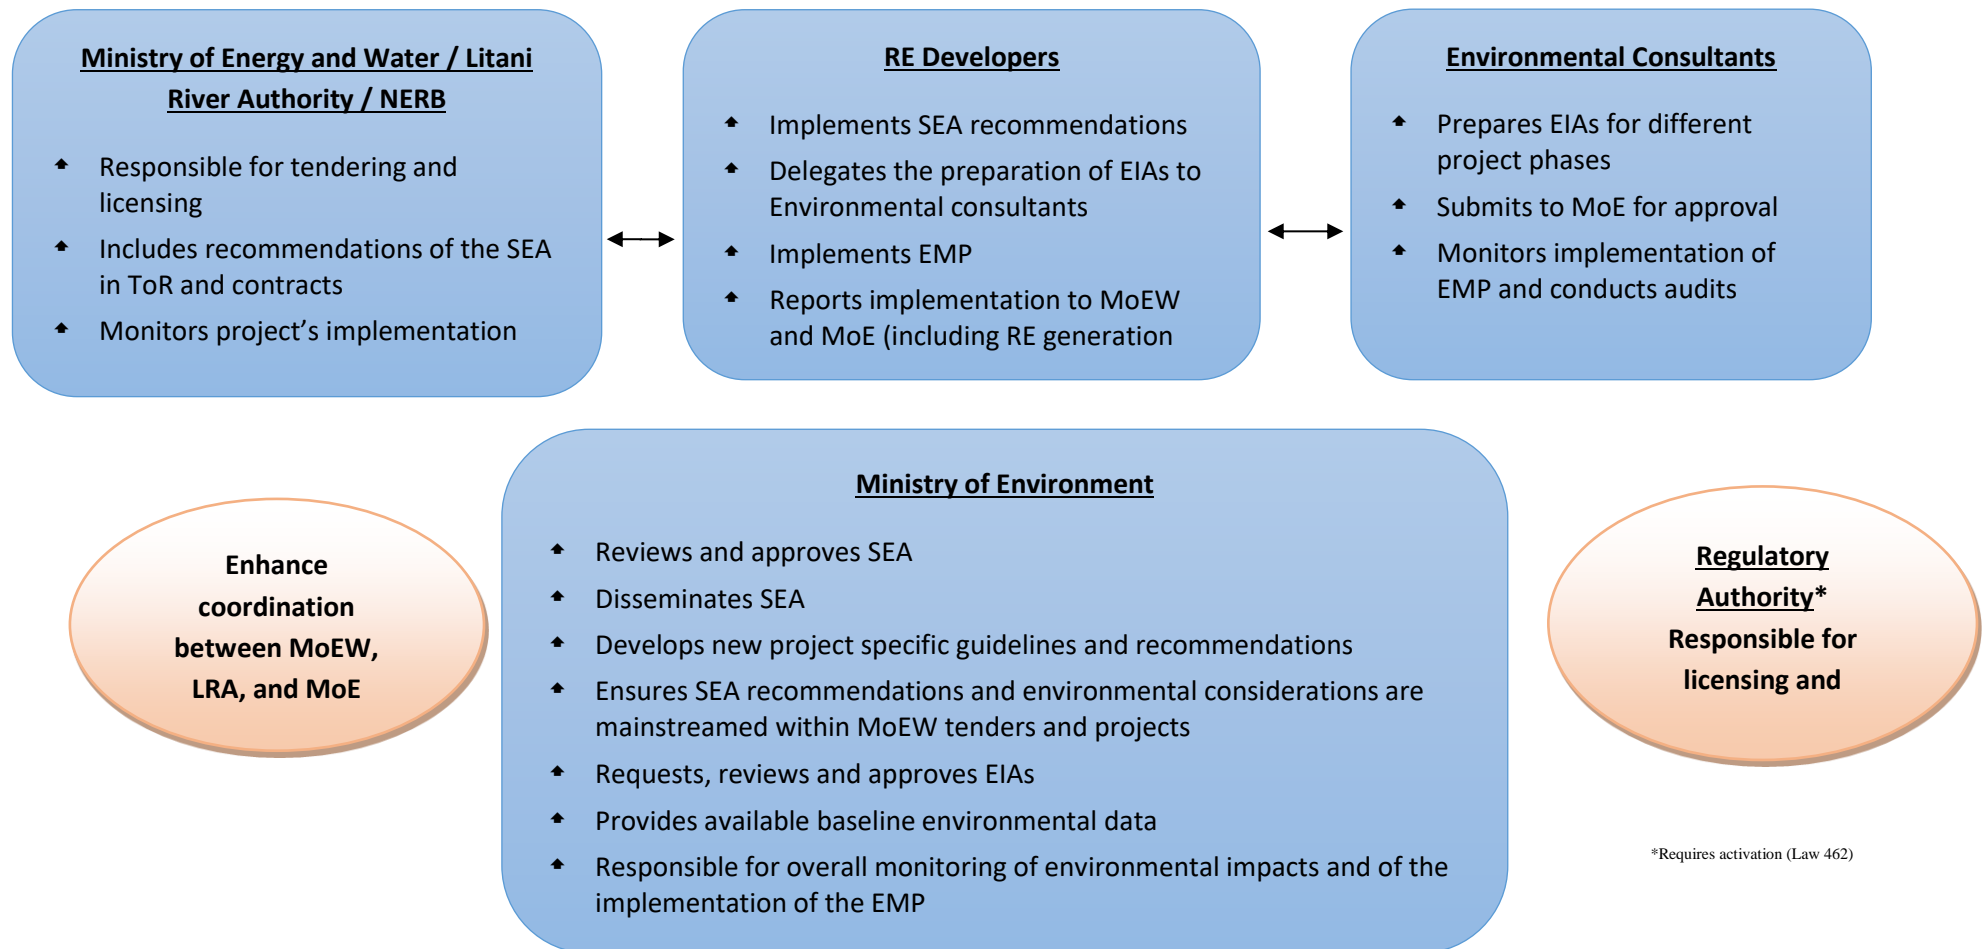 Ministry of Energy and Water / Litani
River Authority / NERB
Responsible for tendering and
licensing
Includes recommendations of the SEA
in ToR and contracts
Monitors project’s implementation
RE Developers
Implements SEA recommendations
Delegates the preparation of EIAs to
Environmental consultants
Implements EMP
Reports implementation to MoEW
and MoE (including RE generation
Environmental Consultants
Prepares EIAs for different
project phases
Submits to MoE for approval
Monitors implementation of
EMP and conducts audits
Enhance
coordination
between MoEW,
LRA, and MoE
Ministry of Environment
Reviews and approves SEA
Disseminates SEA
Develops new project specific guidelines and recommendations
Ensures SEA recommendations and environmental considerations are
mainstreamed within MoEW tenders and projects
Requests, reviews and approves EIAs
Provides available baseline environmental data
Responsible for overall monitoring of environmental impacts and of the
implementation of the EMP
Regulatory
Authority*
Responsible for
licensing and
*Requires activation (Law 462)